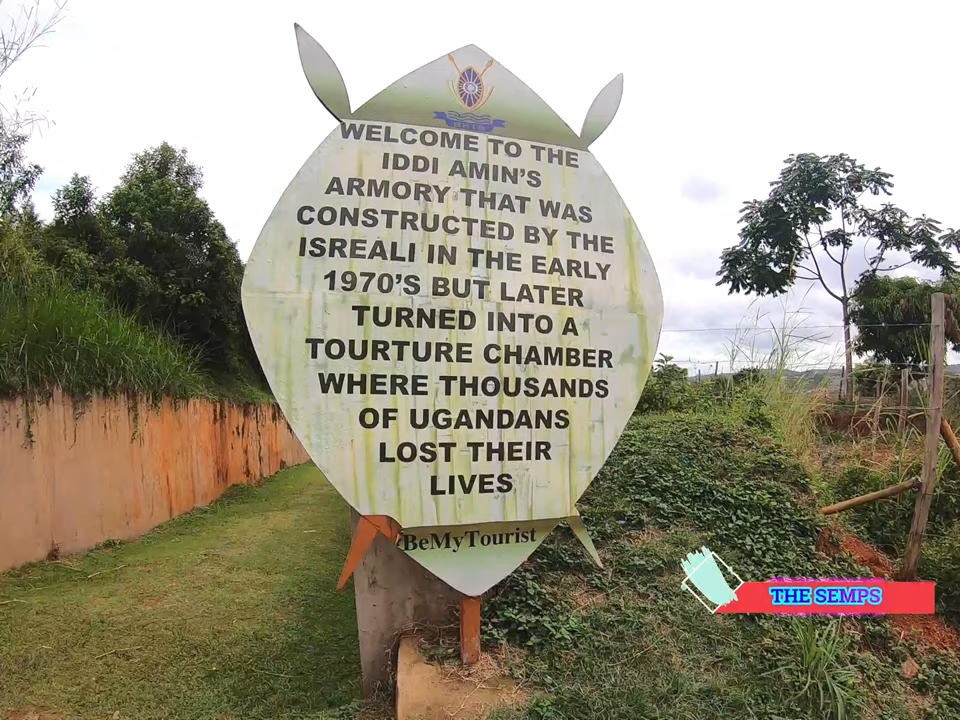 WELCOME TO THE
IDDI AMIN'S
ARMORY THAT WAS
CONSTRUCTED BY THE
ISREALI IN THE EARLY
1970'S BUT LATER
TURNED INTO A
TOURTURE CHAMBER
WHERE THOUSANDS
OF UGANDANS
LOST THEIR
LIVES
#BeMyTourist
THE SEMPS